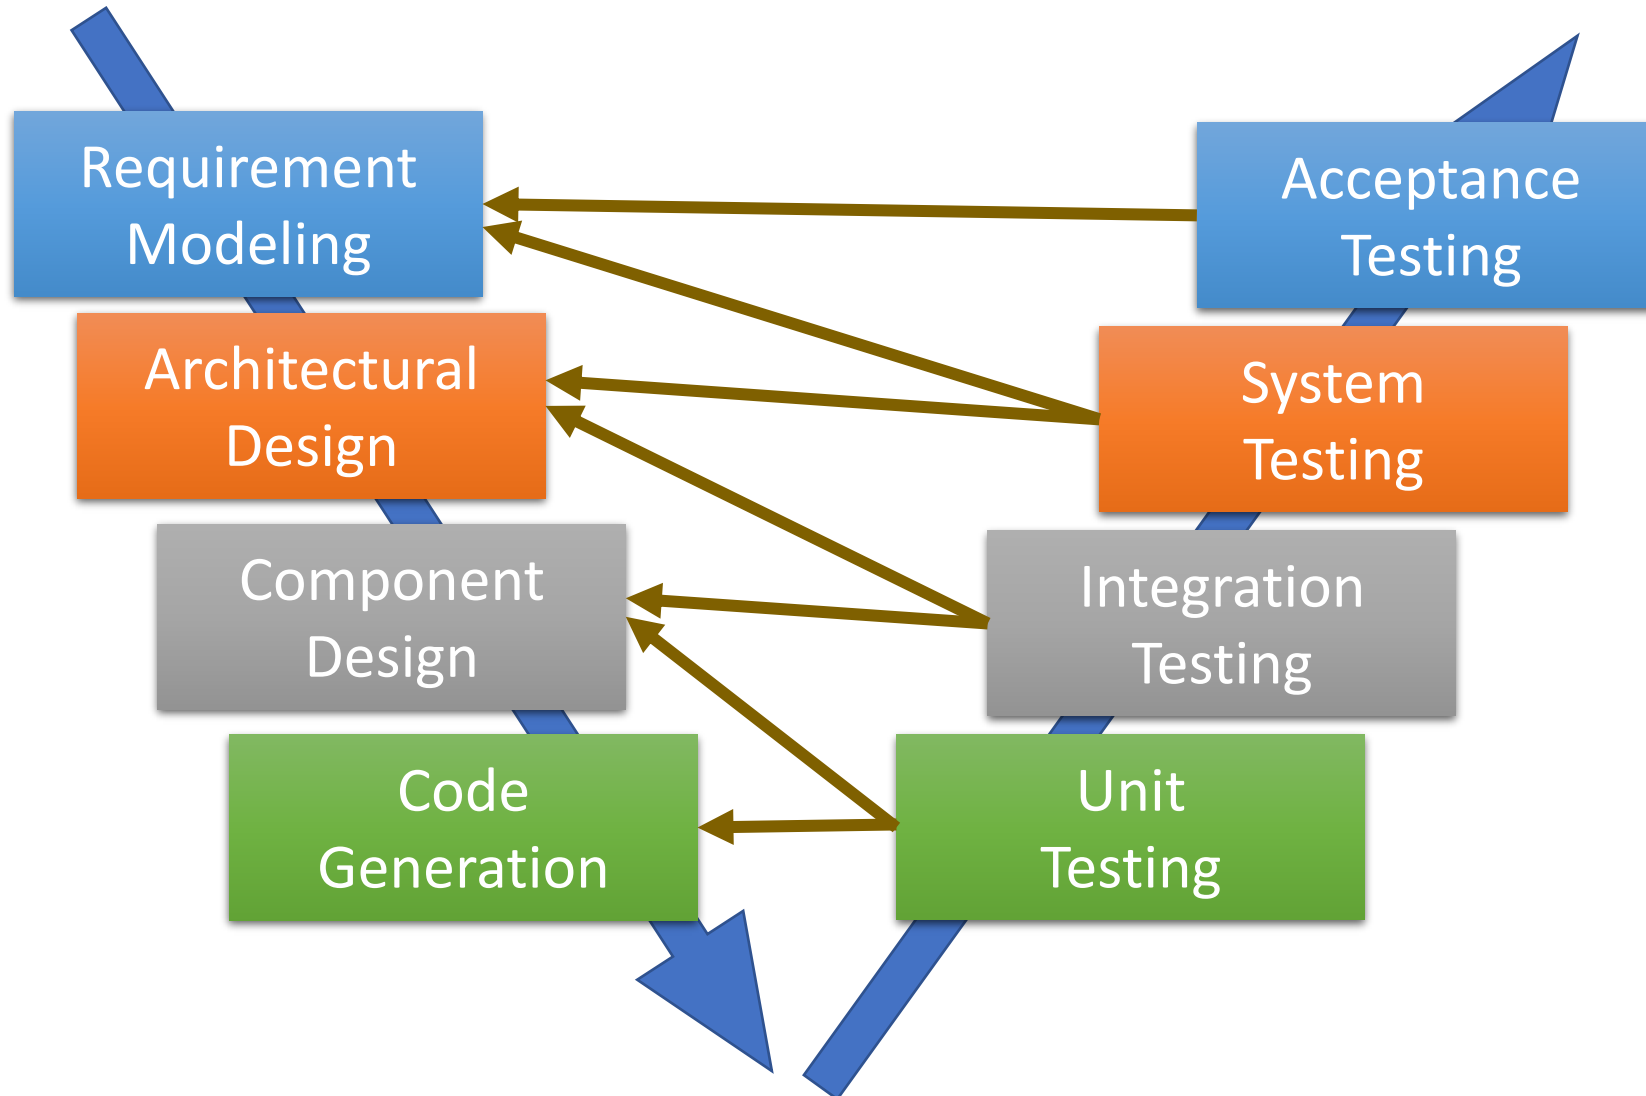 Requirement
Modeling
Acceptance
Testing
Architectural
Design
System
Testing
Component
Design
Integration
Testing
Code
Generation
Unit
Testing